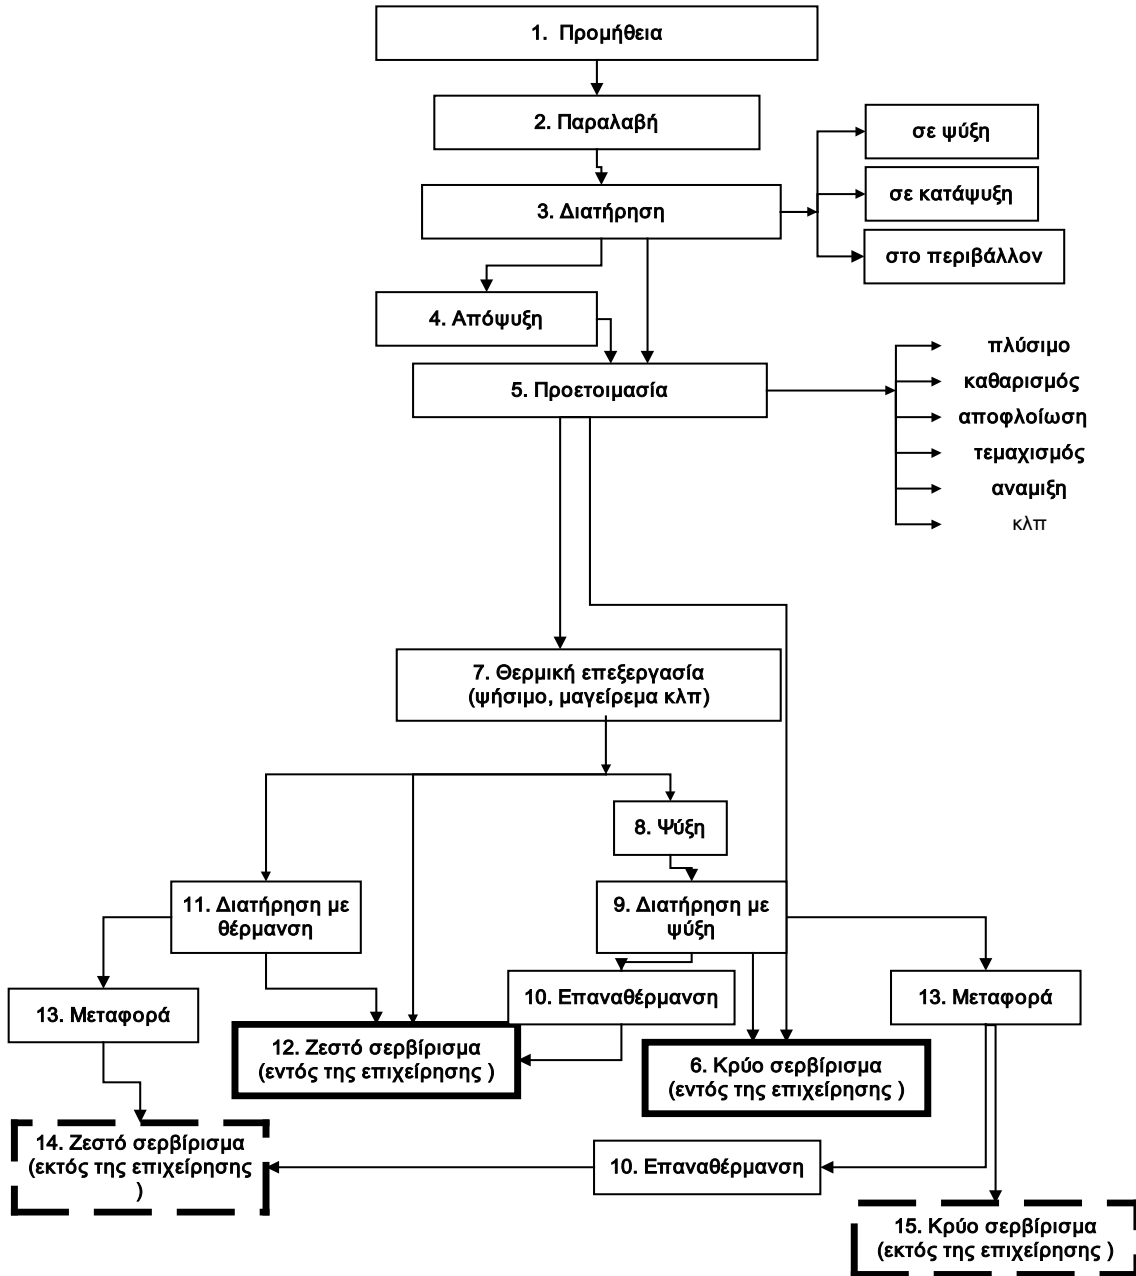 1. Προμήθεια
2. Παραλαβή
σε ψύξη
σε κατάψυξη
3. Διατήρηση
στο περιβάλλον
4. Απόψυξη
πλύσιμο
5. Προετοιμασία
καθαρισμός
αποφλοίωση
τεμαχισμός
αναμιξη
κλπ
7. Θερμική επεξεργασία
(ψήσιμο, μαγείρεμα κλπ)
8. Ψύξη
11. Διατήρηση με
θέρμανση
9. Διατήρηση με
ψύξη
13. Μεταφορά
10. Επαναθέρμανση
13. Μεταφορά
12. Ζεστό σερβίρισμα
(εντός της επιχείρησης )
6. Κρύο σερβίρισμα
(εντός της επιχείρησης )
14. Ζεστό σερβίρισμα
(εκτός της επιχείρησης
)
10. Επαναθέρμανση
15. Κρύο σερβίρισμα
(εκτός της επιχείρησης )